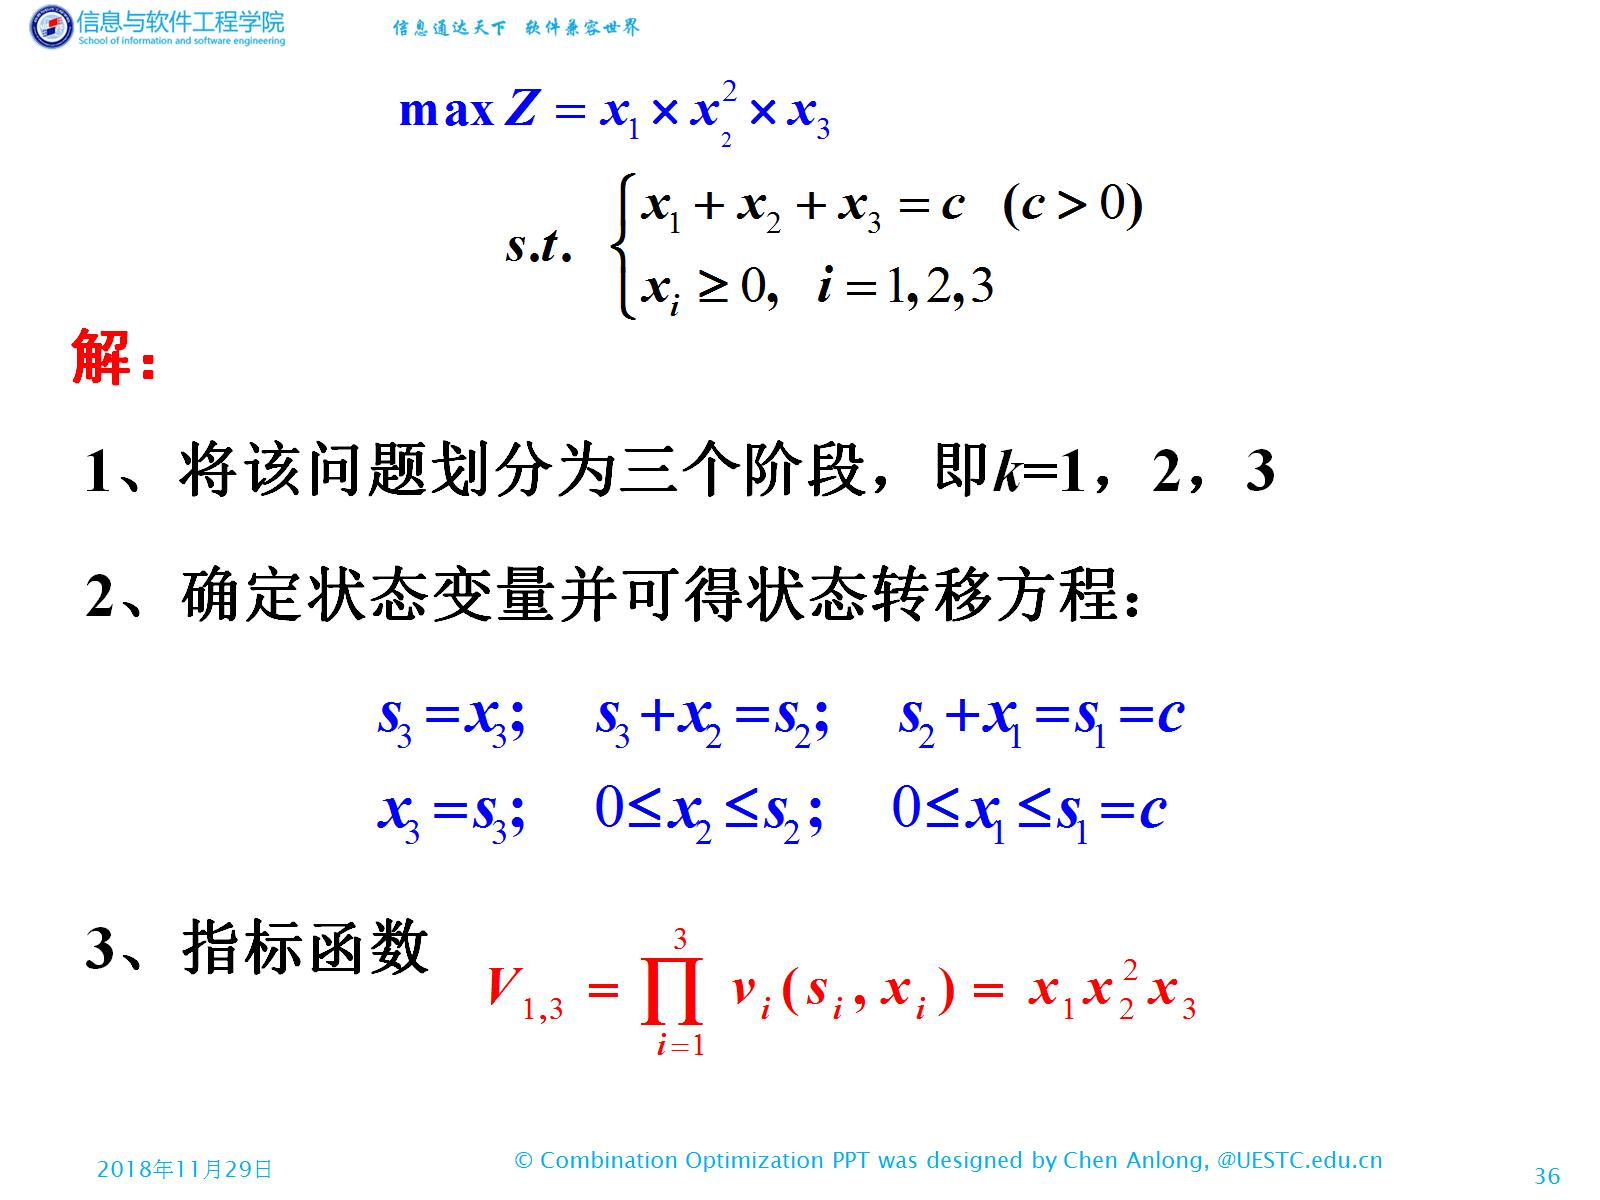 信息与软件工程学院
School of information and software engineering
信息通达天下 软件兼容世界
max Z = x₁ × x₂² × x₃
s.t. { x₁ + x₂ + x₃ = c (c > 0)
xᵢ ≥ 0, i = 1,2,3
解：
1、将该问题划分为三个阶段，即k=1，2，3
2、确定状态变量并可得状态转移方程：
s₃ = x₃; s₃ + x₂ = s₂; s₂ + x₁ = s₁ = c
x₃ = s₃; 0 ≤ x₂ ≤ s₂; 0 ≤ x₁ ≤ s₁ = c
3、指标函数
V₁,₃ = ∏³ᵢ₌₁ vᵢ(sᵢ, xᵢ) = x₁x₂²x₃
2018年11月29日
© Combination Optimization PPT was designed by Chen Anlong, @UESTC.edu.cn
36